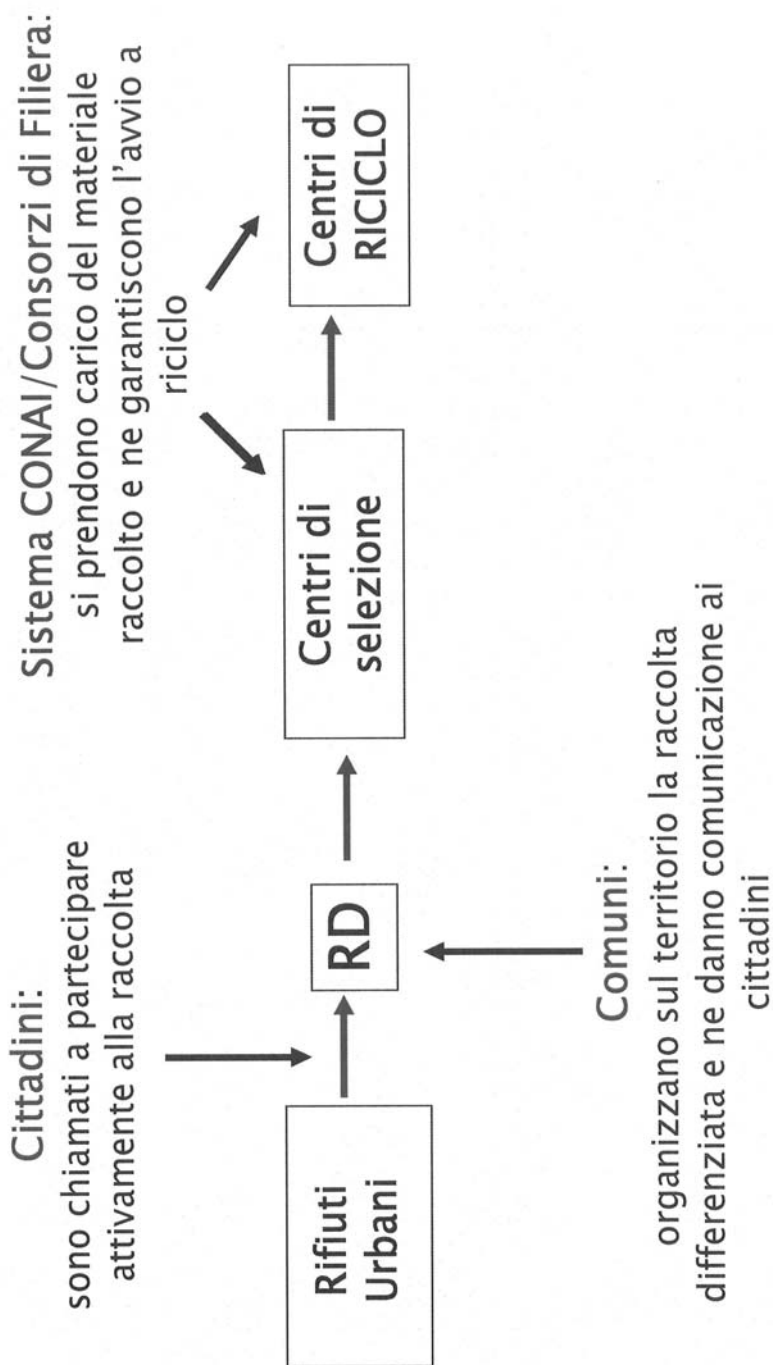 Cittadini:
sono chiamati a partecipare
attivamente alla raccolta
Sistema CONAI/Consorzi di Filiera:
si prendono carico del materiale
raccolto e ne garantiscono l'avvio a
riciclo
Rifiuti
Urbani
RD
Centri di
selezione
Centri di
RICICLO
Comuni:
organizzano sul territorio la raccolta
differenziata e ne danno comunicazione ai
cittadini